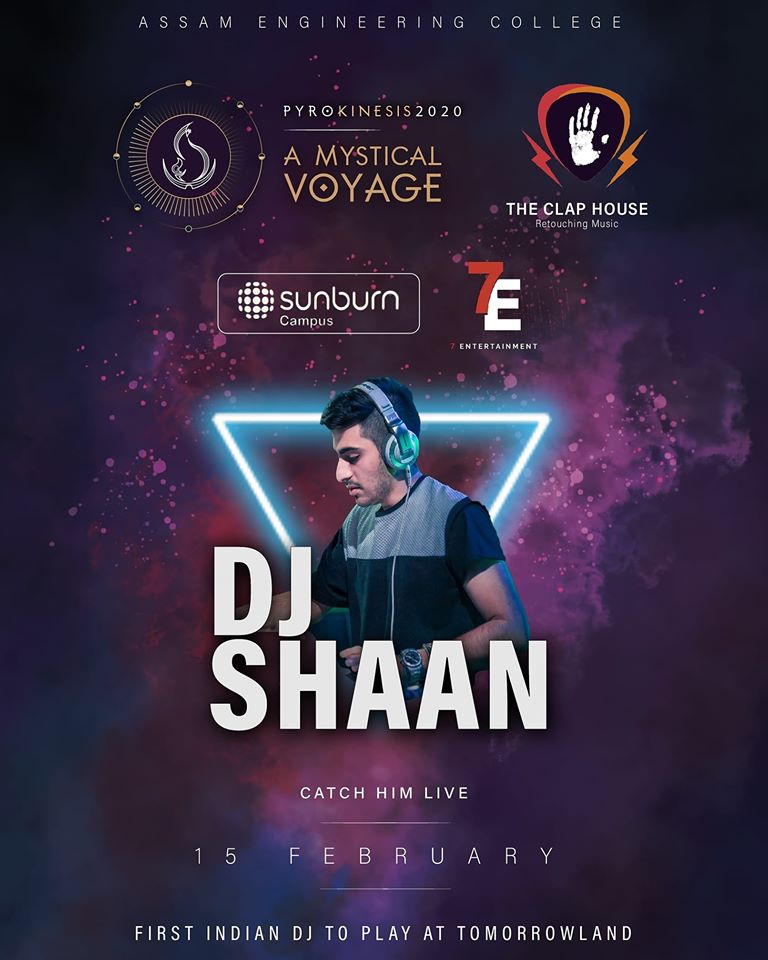 ASSAM ENGINEERING COLLEGE
PYROKINESIS2020
A MYSTICAL
VOYAGE
THE CLAP HOUSE
Retouching Music
sunburn
Campus
7E
7 ENTERTAINMENT
DJ
SHAAN
CATCH HIM LIVE
15 FEBRUARY
FIRST INDIAN DJ TO PLAY AT TOMORROWLAND